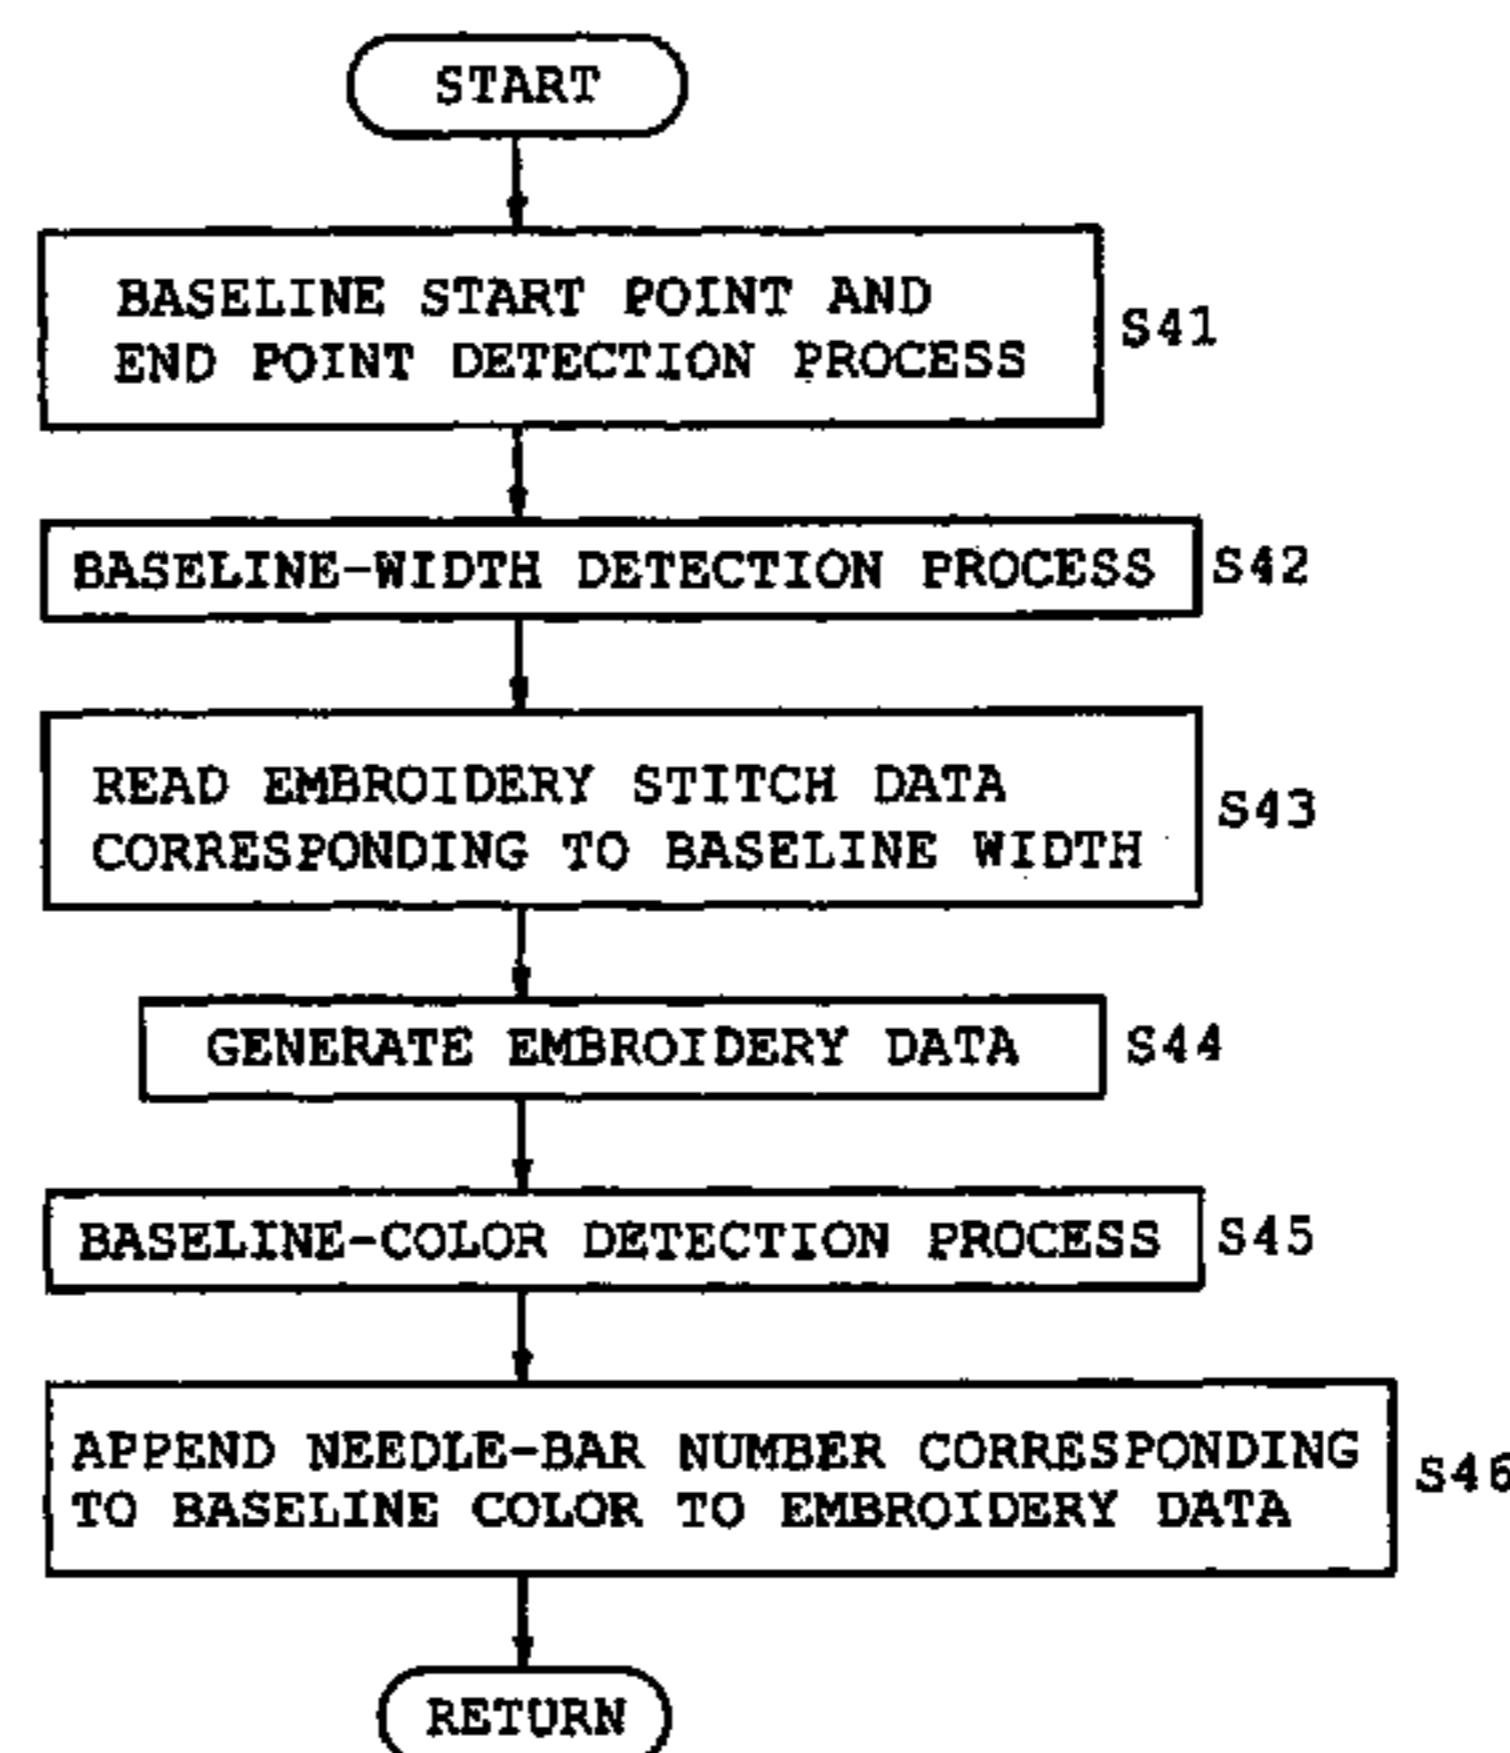 START
BASELINE START POINT AND
END POINT DETECTION PROCESS
S41
BASELINE-WIDTH DETECTION PROCESS
S42
READ EMBROIDERY STITCH DATA
CORRESPONDING TO BASELINE WIDTH
S43
GENERATE EMBROIDERY DATA
S44
BASELINE-COLOR DETECTION PROCESS
S45
APPEND NEEDLE-BAR NUMBER CORRESPONDING
TO BASELINE COLOR TO EMBROIDERY DATA
S46
RETURN